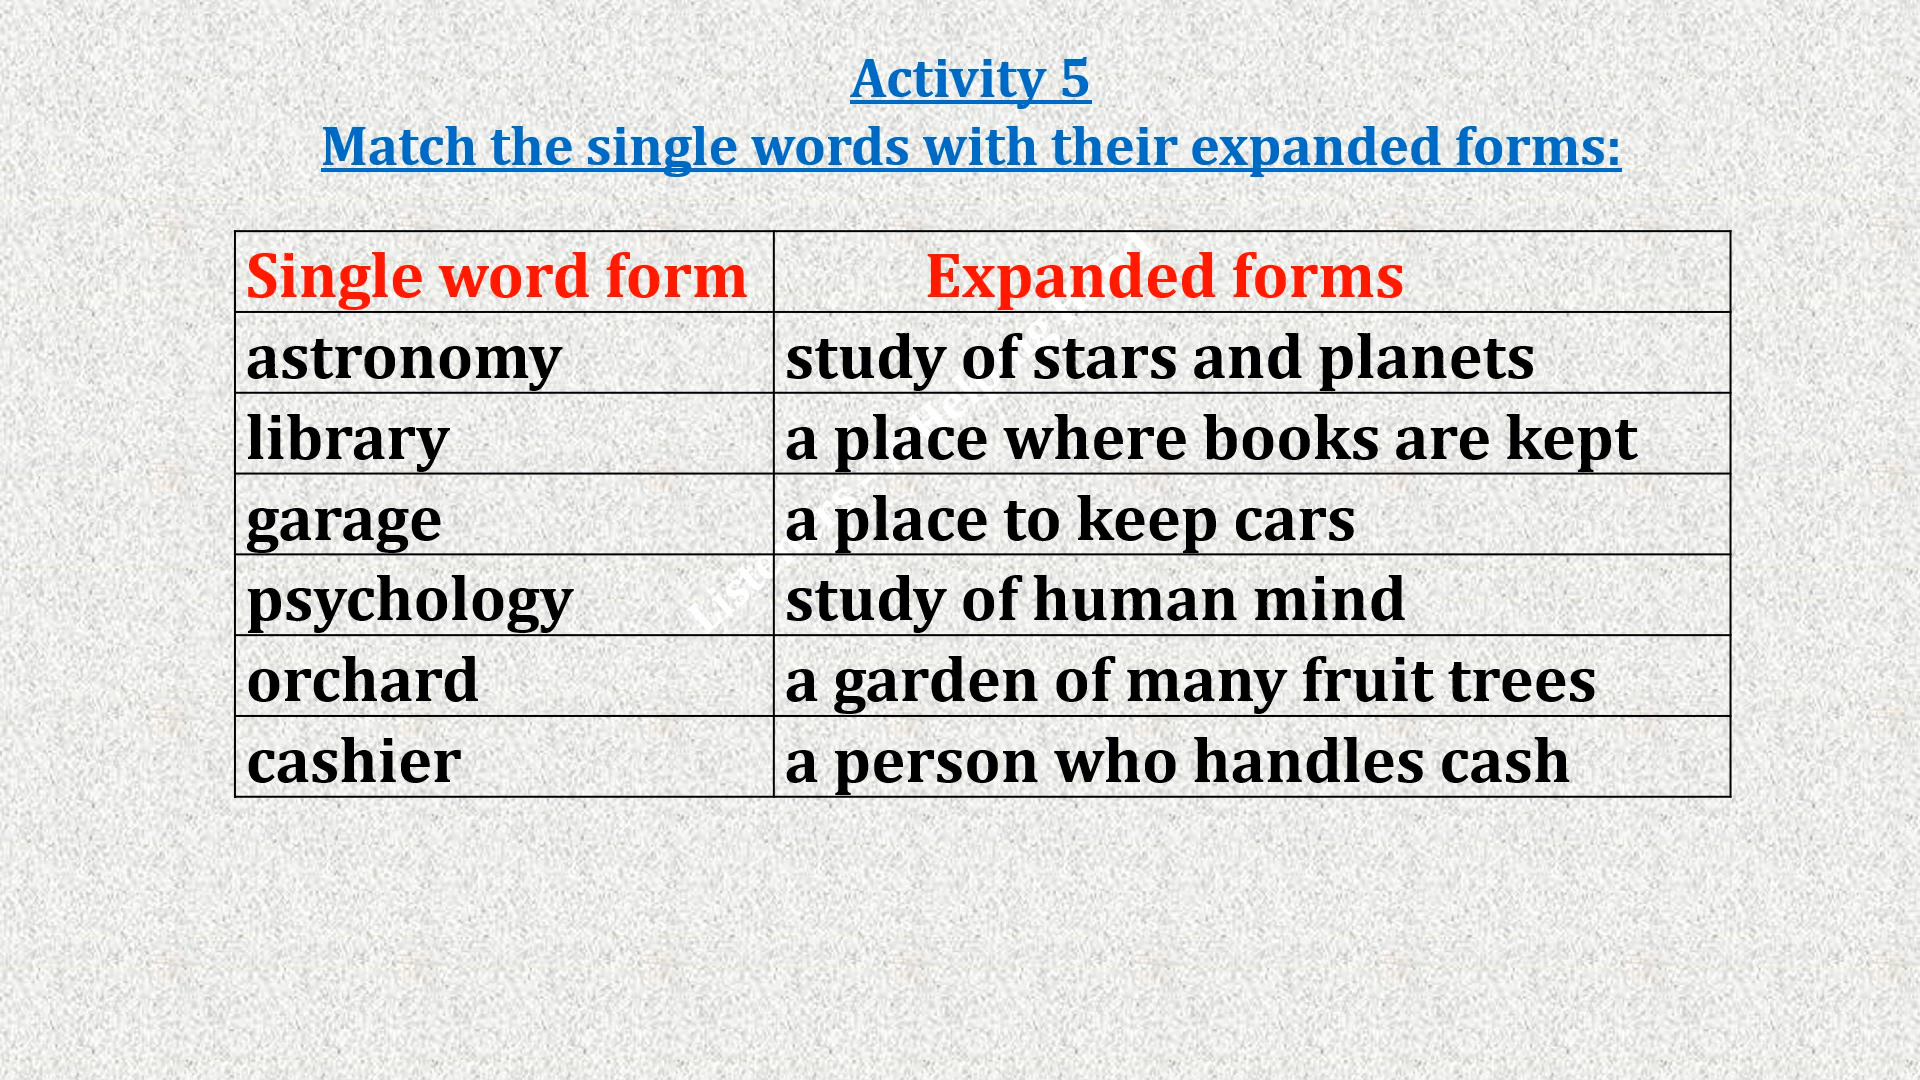 Activity 5
Match the single words with their expanded forms:
Single word form Expanded forms
astronomy study of stars and planets
library a place where books are kept
garage a place to keep cars
psychology study of human mind
orchard a garden of many fruit trees
cashier a person who handles cash